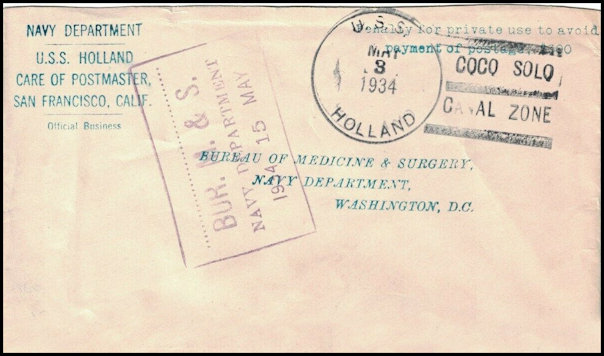 NAVY DEPARTMENT
U.S.S. HOLLAND
CARE OF POSTMASTER,
SAN FRANCISCO, CALIF.
Official Business
Penalty for private use to avoid
payment of postage, $300
U.S.S.
MAY
3
1934
HOLLAND
COCO SOLO
CANAL ZONE
BUR. M. & S.
NAVY DEPARTMENT
1934 15 MAY
BUREAU OF MEDICINE & SURGERY,
NAVY DEPARTMENT,
WASHINGTON, D.C.